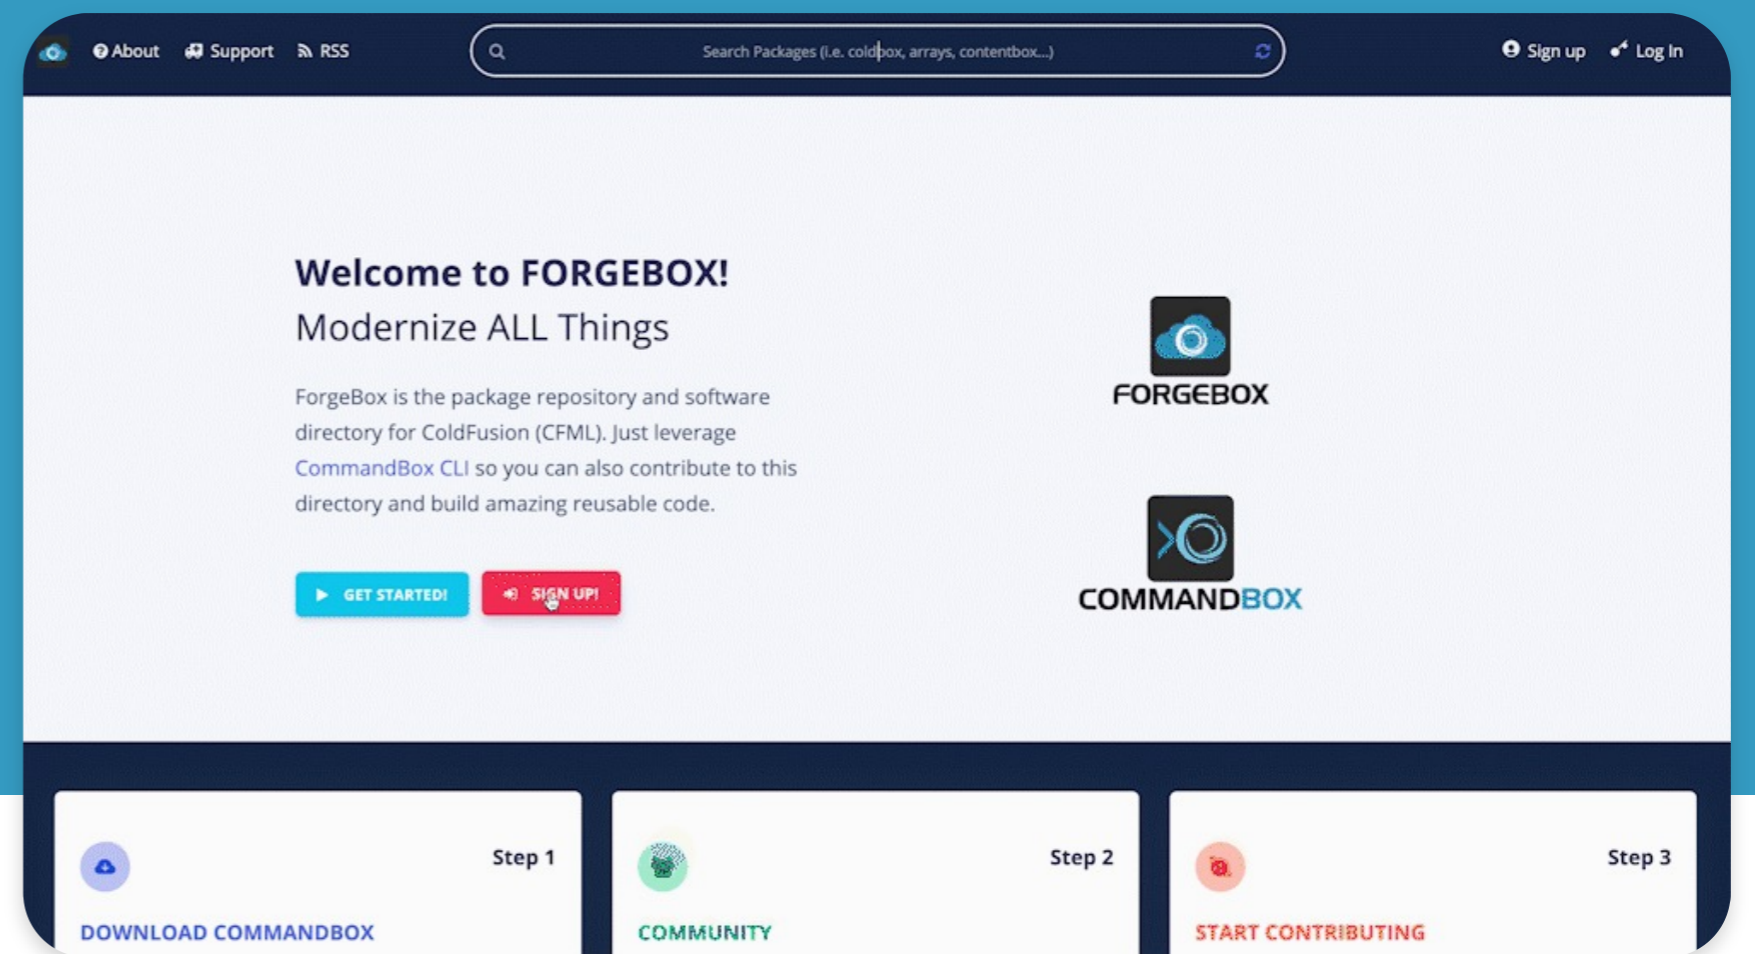 About Support RSS
Search Packages (i.e. coldbox, arrays, contentbox...)
Sign up Log In
Welcome to FORGEBOX!
Modernize ALL Things
ForgeBox is the package repository and software
directory for ColdFusion (CFML). Just leverage
CommandBox CLI so you can also contribute to this
directory and build amazing reusable code.
GET STARTED! SIGN UP!
FORGEBOX
COMMANDBOX
Step 1
DOWNLOAD COMMANDBOX
Step 2
COMMUNITY
Step 3
START CONTRIBUTING